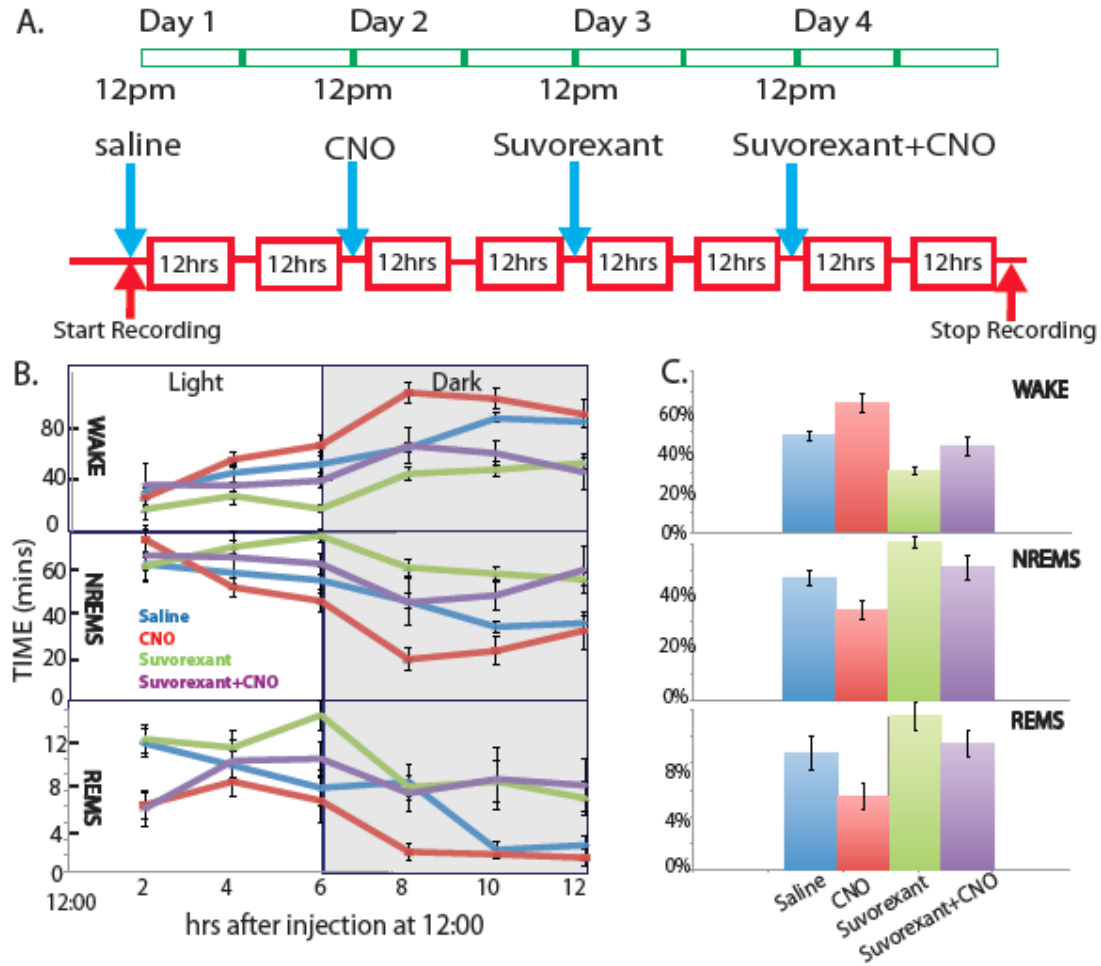 A.
Day 1 Day 2 Day 3 Day 4
12pm 12pm 12pm 12pm
saline CNO Suvorexant Suvorexant+CNO
12hrs 12hrs 12hrs 12hrs 12hrs 12hrs 12hrs 12hrs
Start Recording Stop Recording
B.
Light Dark
WAKE
80
40
0
TIME (mins)
NREMS
60
40
20
0
Saline
CNO
Suvorexant
Suvorexant+CNO
REMS
12
8
4
0
12:00 2 4 6 8 10 12
hrs after injection at 12:00
C.
WAKE
60%
40%
20%
0%
NREMS
40%
20%
0%
REMS
8%
4%
0%
Saline CNO Suvorexant Suvorexant+CNO